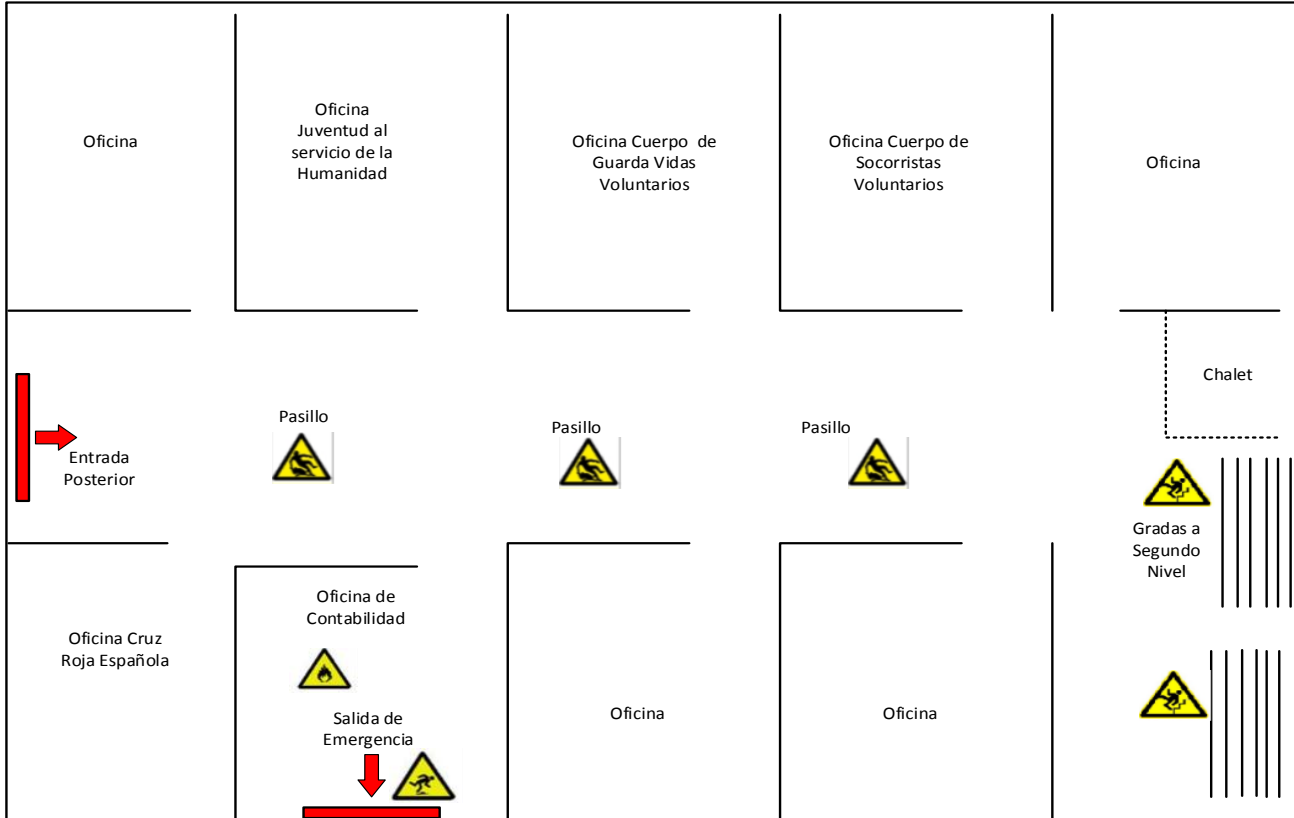 Oficina
Oficina
Juventud al
servicio de la
Humanidad
Oficina Cuerpo de
Guarda Vidas
Voluntarios
Oficina Cuerpo de
Socorristas
Voluntarios
Oficina
Chalet
Pasillo
Pasillo
Pasillo
Entrada
Posterior
Gradas a
Segundo
Nivel
Oficina Cruz
Roja Española
Oficina de
Contabilidad
Salida de
Emergencia
Oficina
Oficina